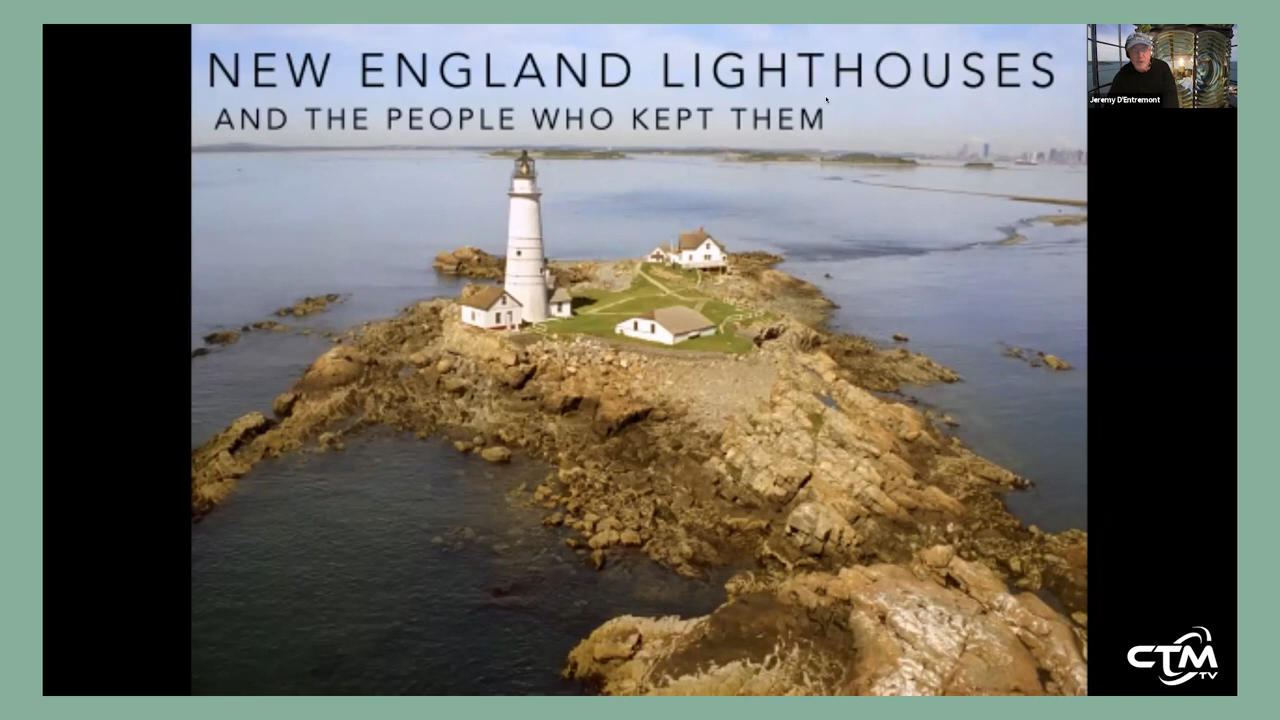 NEW ENGLAND LIGHTHOUSES
AND THE PEOPLE WHO KEPT THEM
Jeremy D'Entremont
CTM
TV